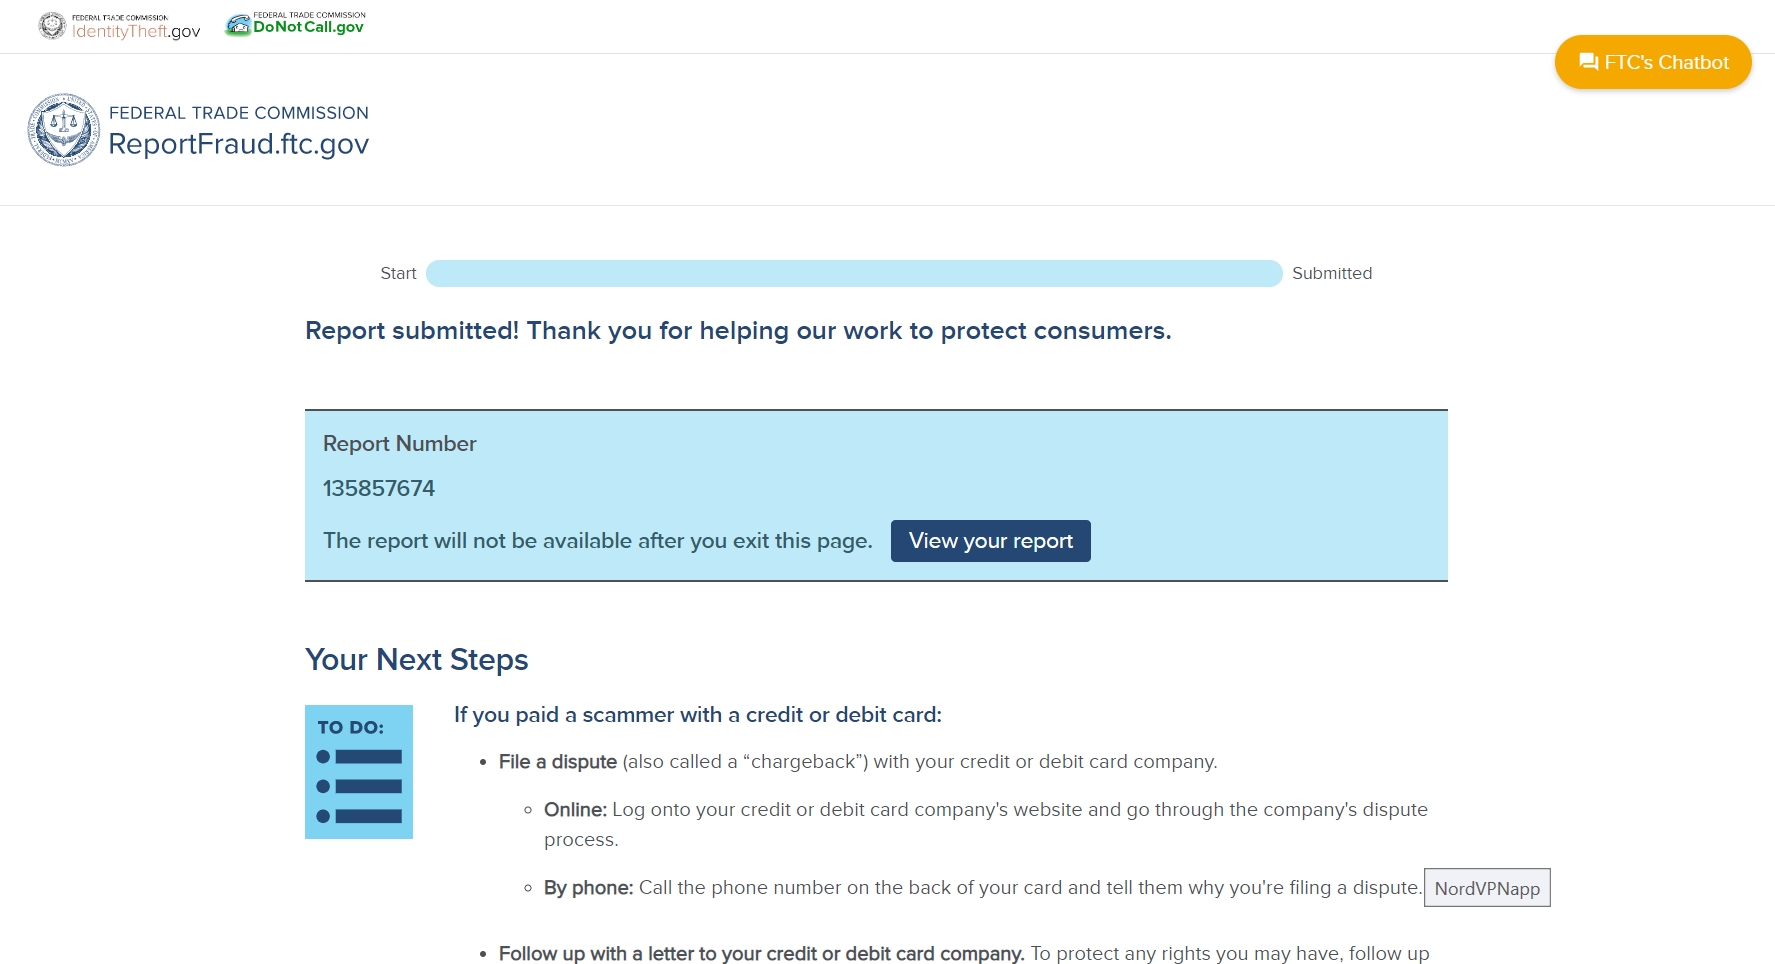 FEDERAL TRADE COMMISSION
IdentityTheft.gov
FEDERAL TRADE COMMISSION
DoNotCall.gov
FTC's Chatbot
FEDERAL TRADE COMMISSION
ReportFraud.ftc.gov
Start
Submitted
Report submitted! Thank you for helping our work to protect consumers.
Report Number
135857674
The report will not be available after you exit this page.
View your report
Your Next Steps
TO DO:
If you paid a scammer with a credit or debit card:
• File a dispute (also called a “chargeback”) with your credit or debit card company.
◦ Online: Log onto your credit or debit card company's website and go through the company's dispute
process.
◦ By phone: Call the phone number on the back of your card and tell them why you're filing a dispute.
NordVPNapp
• Follow up with a letter to your credit or debit card company. To protect any rights you may have, follow up